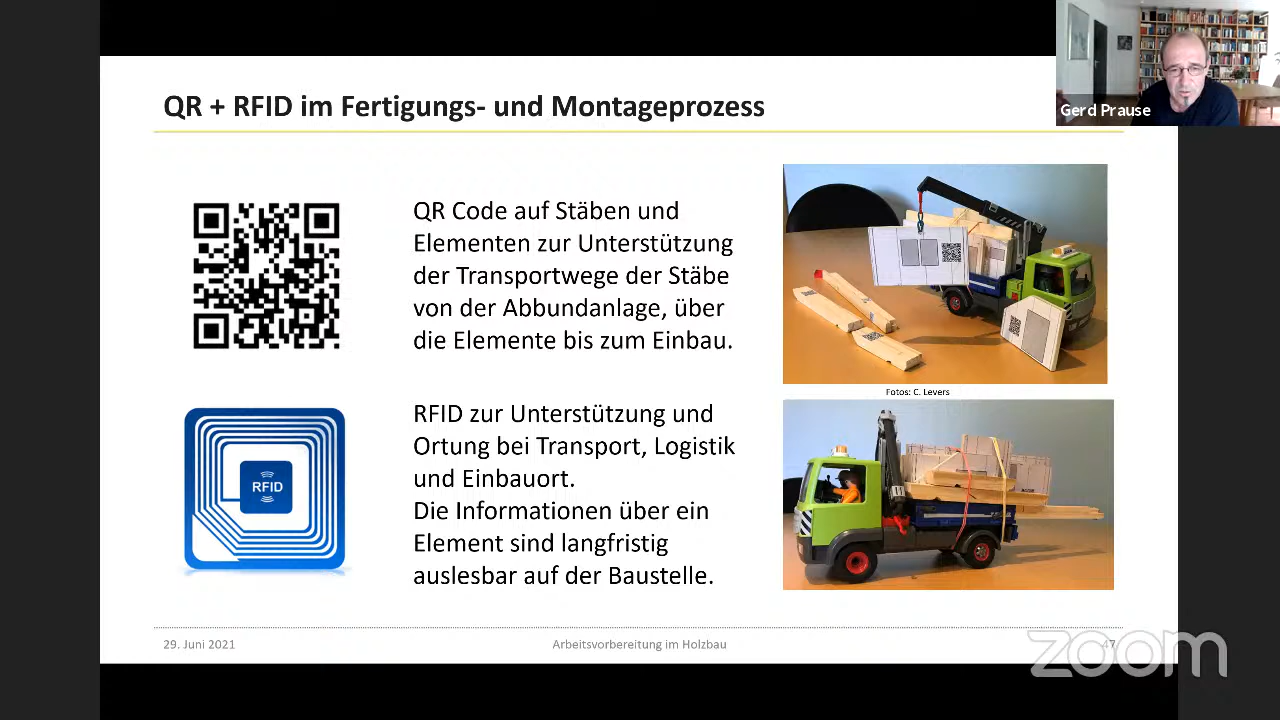 QR + RFID im Fertigungs- und Montageprozess
Gerd Prause
QR Code auf Stäben und
Elementen zur Unterstützung
der Transportwege der Stäbe
von der Abbundanlage, über
die Elemente bis zum Einbau.
Fotos: C. Levers
RFID
RFID zur Unterstützung und
Ortung bei Transport, Logistik
und Einbauort.
Die Informationen über ein
Element sind langfristig
auslesbar auf der Baustelle.
29. Juni 2021
Arbeitsvorbereitung im Holzbau
47
zoom